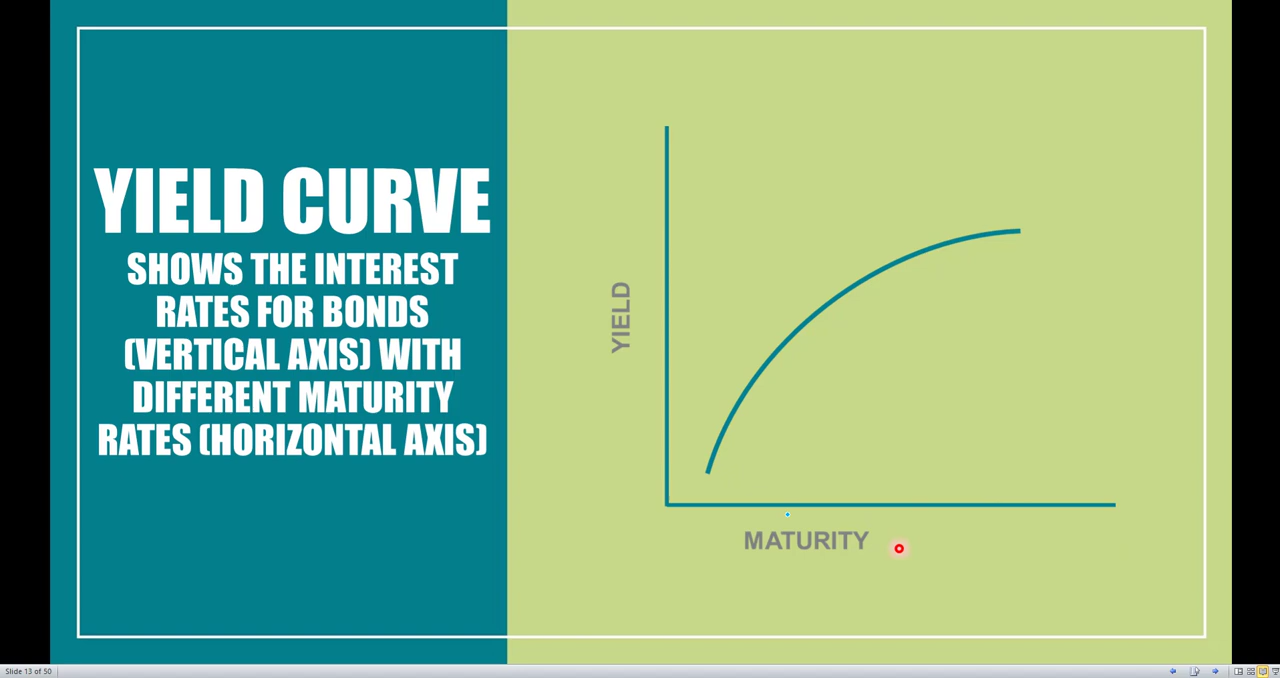 YIELD CURVE
SHOWS THE INTEREST
RATES FOR BONDS
(VERTICAL AXIS) WITH
DIFFERENT MATURITY
RATES (HORIZONTAL AXIS)
YIELD
MATURITY
Slide 13 of 50